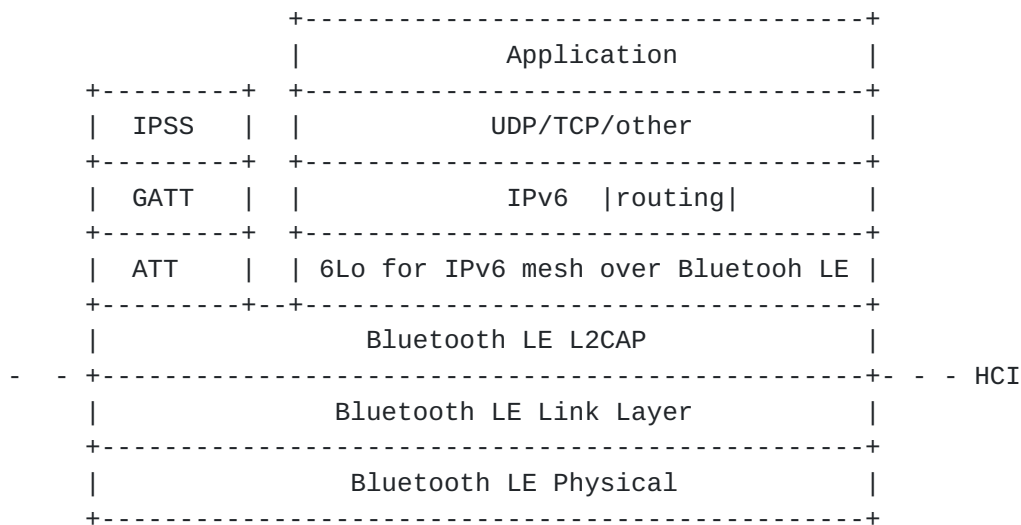 Application
IPSS UDP/TCP/other
GATT IPv6 |routing|
ATT 6Lo for IPv6 mesh over Bluetooh LE
Bluetooth LE L2CAP
HCI
Bluetooth LE Link Layer
Bluetooth LE Physical